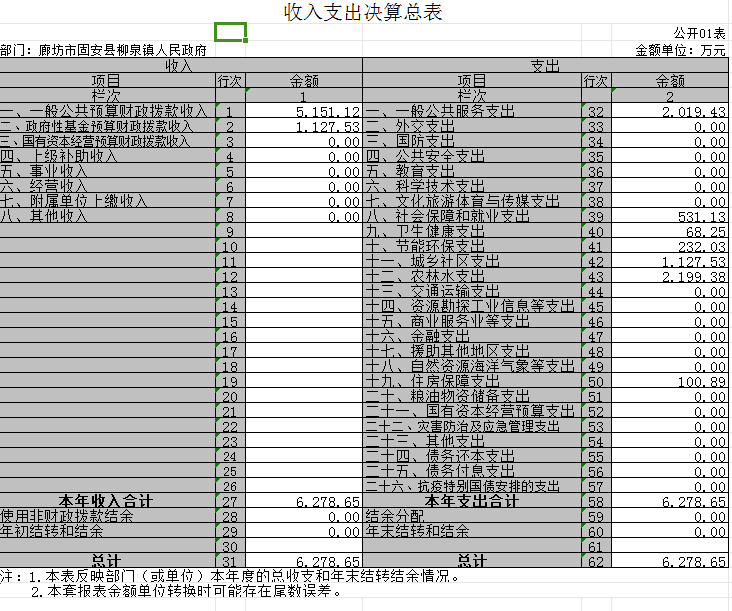 收入支出决算总表
公开01表
部门：廊坊市固安县柳泉镇人民政府 金额单位：万元
收入 支出
项目 行次 金额 项目 行次 金额
栏次 1 栏次 2
一、一般公共预算财政拨款收入 1 5,151.12 一、一般公共服务支出 32 2,019.43
二、政府性基金预算财政拨款收入 2 1,127.53 二、外交支出 33 0.00
三、国有资本经营预算财政拨款收入 3 0.00 三、国防支出 34 0.00
四、上级补助收入 4 0.00 四、公共安全支出 35 0.00
五、事业收入 5 0.00 五、教育支出 36 0.00
六、经营收入 6 0.00 六、科学技术支出 37 0.00
七、附属单位上缴收入 7 0.00 七、文化旅游体育与传媒支出 38 0.00
八、其他收入 8 0.00 八、社会保障和就业支出 39 531.13
9 九、卫生健康支出 40 68.25
10 十、节能环保支出 41 232.03
11 十一、城乡社区支出 42 1,127.53
12 十二、农林水支出 43 2,199.38
13 十三、交通运输支出 44 0.00
14 十四、资源勘探工业信息等支出 45 0.00
15 十五、商业服务业等支出 46 0.00
16 十六、金融支出 47 0.00
17 十七、援助其他地区支出 48 0.00
18 十八、自然资源海洋气象等支出 49 0.00
19 十九、住房保障支出 50 100.89
20 二十、粮油物资储备支出 51 0.00
21 二十一、国有资本经营预算支出 52 0.00
22 二十二、灾害防治及应急管理支出 53 0.00
23 二十三、其他支出 54 0.00
24 二十四、债务还本支出 55 0.00
25 二十五、债务付息支出 56 0.00
26 二十六、抗疫特别国债安排的支出 57 0.00
本年收入合计 27 6,278.65 本年支出合计 58 6,278.65
使用非财政拨款结余 28 0.00 结余分配 59 0.00
年初结转和结余 29 0.00 年末结转和结余 60 0.00
30 61
总计 31 6,278.65 总计 62 6,278.65
注：1.本表反映部门（或单位）本年度的总收支和年末结转结余情况。
2.本套报表金额单位转换时可能存在尾数误差。